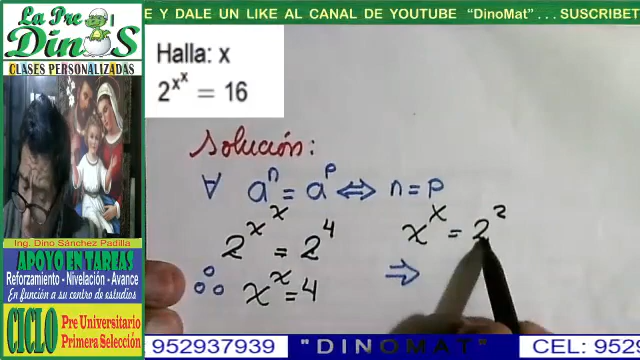 E Y DALE UN LIKE AL CANAL DE YOUTUBE "DinoMat" ... SUSCRIBET
La Pre
DinoS
CLASES PERSONALIZADAS
Halla: x
2^x^x = 16
Solución:
∀ a^n = a^p ⇔ n = p
2^x^x = 2^4
∴ x^x = 4
x^x = 2^2
⇒
Ing. Dino Sánchez Padilla
APOYO EN TAREAS
Reforzamiento - Nivelación - Avance
En función a su centro de estudios
CICLO Pre Universitario
Primera Selección
952937939 "DINOMAT" CEL: 9529